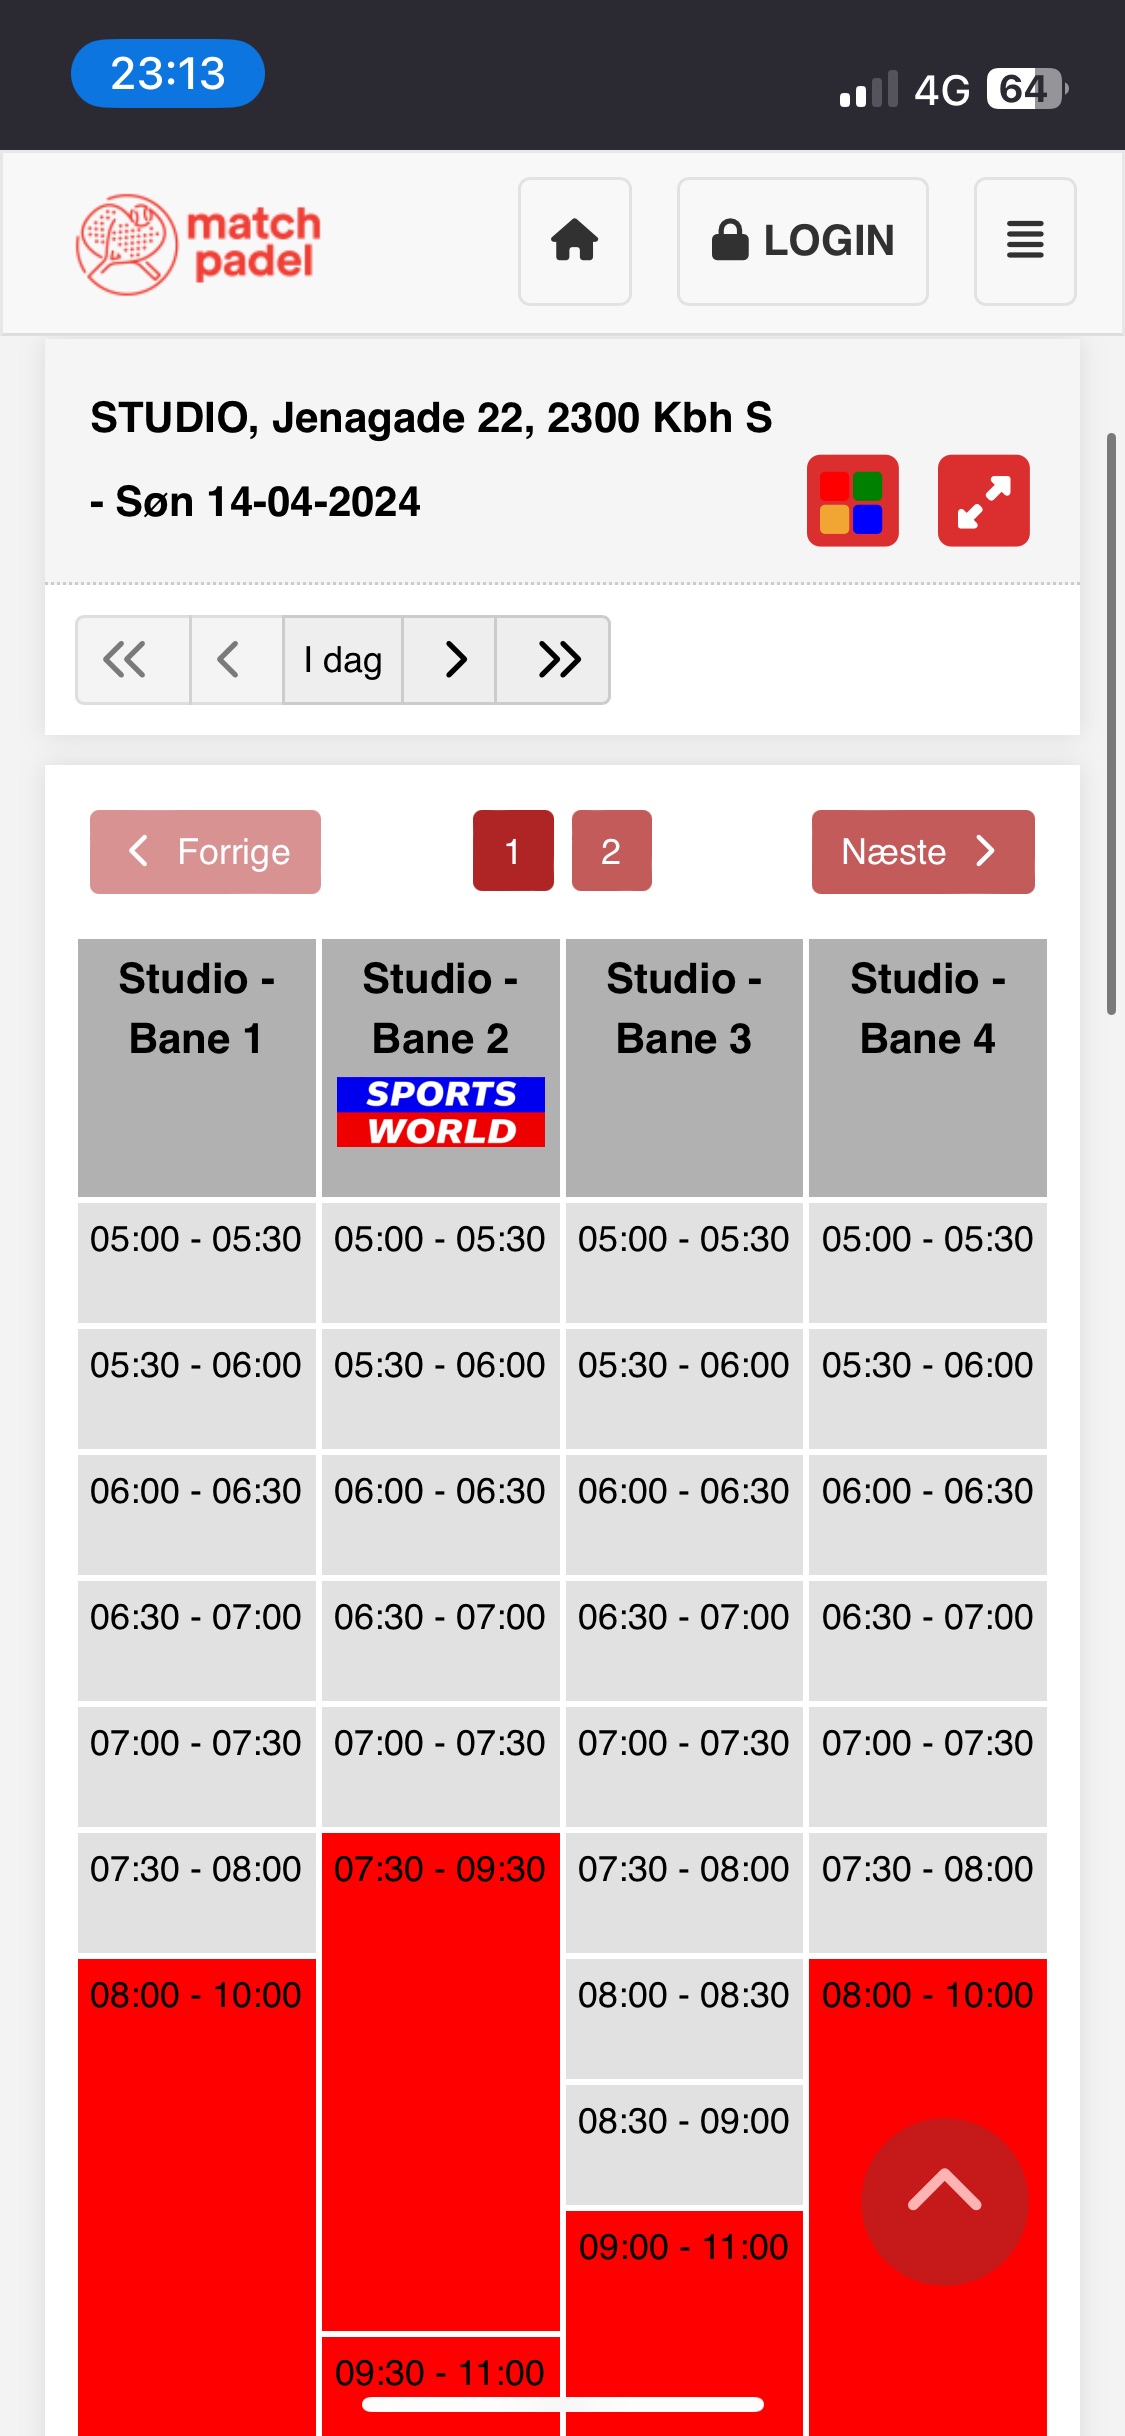 23:13
4G 64
match
padel
LOGIN
STUDIO, Jenagade 22, 2300 Kbh S
- Søn 14-04-2024
I dag
Forrige 1 2 Næste
Studio - Bane 1 Studio - Bane 2 Studio - Bane 3 Studio - Bane 4
SPORTS
WORLD
05:00 - 05:30 05:00 - 05:30 05:00 - 05:30 05:00 - 05:30
05:30 - 06:00 05:30 - 06:00 05:30 - 06:00 05:30 - 06:00
06:00 - 06:30 06:00 - 06:30 06:00 - 06:30 06:00 - 06:30
06:30 - 07:00 06:30 - 07:00 06:30 - 07:00 06:30 - 07:00
07:00 - 07:30 07:00 - 07:30 07:00 - 07:30 07:00 - 07:30
07:30 - 08:00 07:30 - 09:30 07:30 - 08:00 07:30 - 08:00
08:00 - 10:00 08:00 - 08:30 08:00 - 10:00
08:30 - 09:00
09:00 - 11:00
09:30 - 11:00